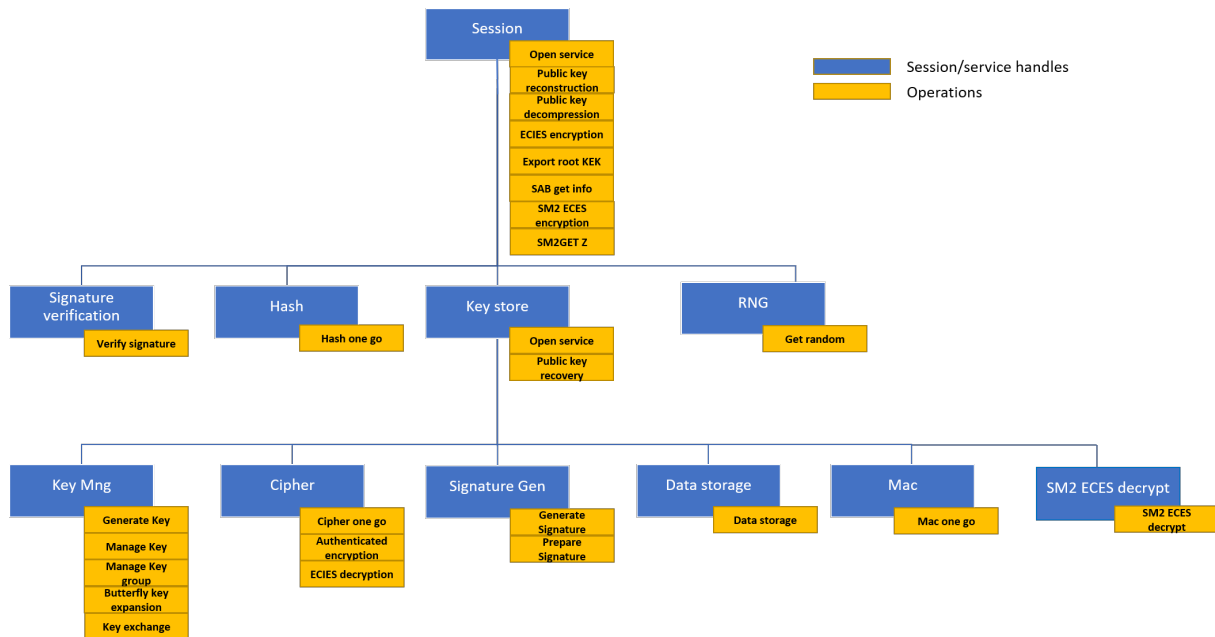 Session
Open service
Public key
reconstruction
Public key
decompression
ECIES encryption
Export root KEK
SAB get info
SM2 ECES
encryption
SM2GET Z
Session/service handles
Operations
Signature
verification
Verify signature
Hash
Hash one go
Key store
Open service
Public key
recovery
RNG
Get random
Key Mng
Generate Key
Manage Key
Manage Key
group
Butterfly key
expansion
Key exchange
Cipher
Cipher one go
Authenticated
encryption
ECIES decryption
Signature Gen
Generate
Signature
Prepare
Signature
Data storage
Data storage
Mac
Mac one go
SM2 ECES decrypt
SM2 ECES
decrypt